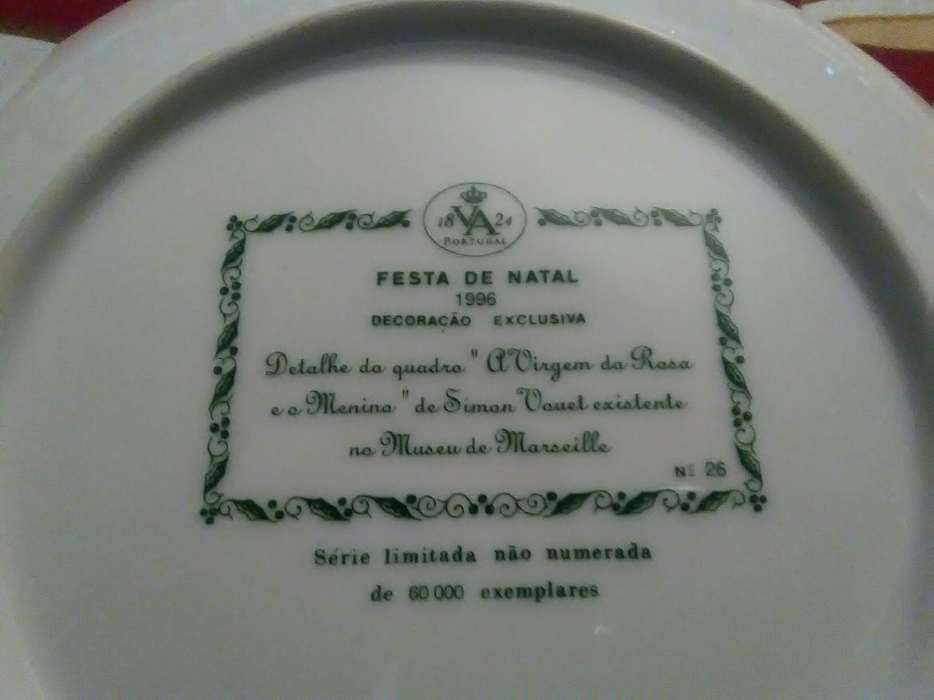 18 VA 24
PORTUGAL
FESTA DE NATAL
1996
DECORAÇÃO EXCLUSIVA
Detalhe do quadro "A Virgem da Rosa
e o Menino" de Simon Vouet existente
no Museu de Marseille
Nº 26
Série limitada não numerada
de 60 000 exemplares